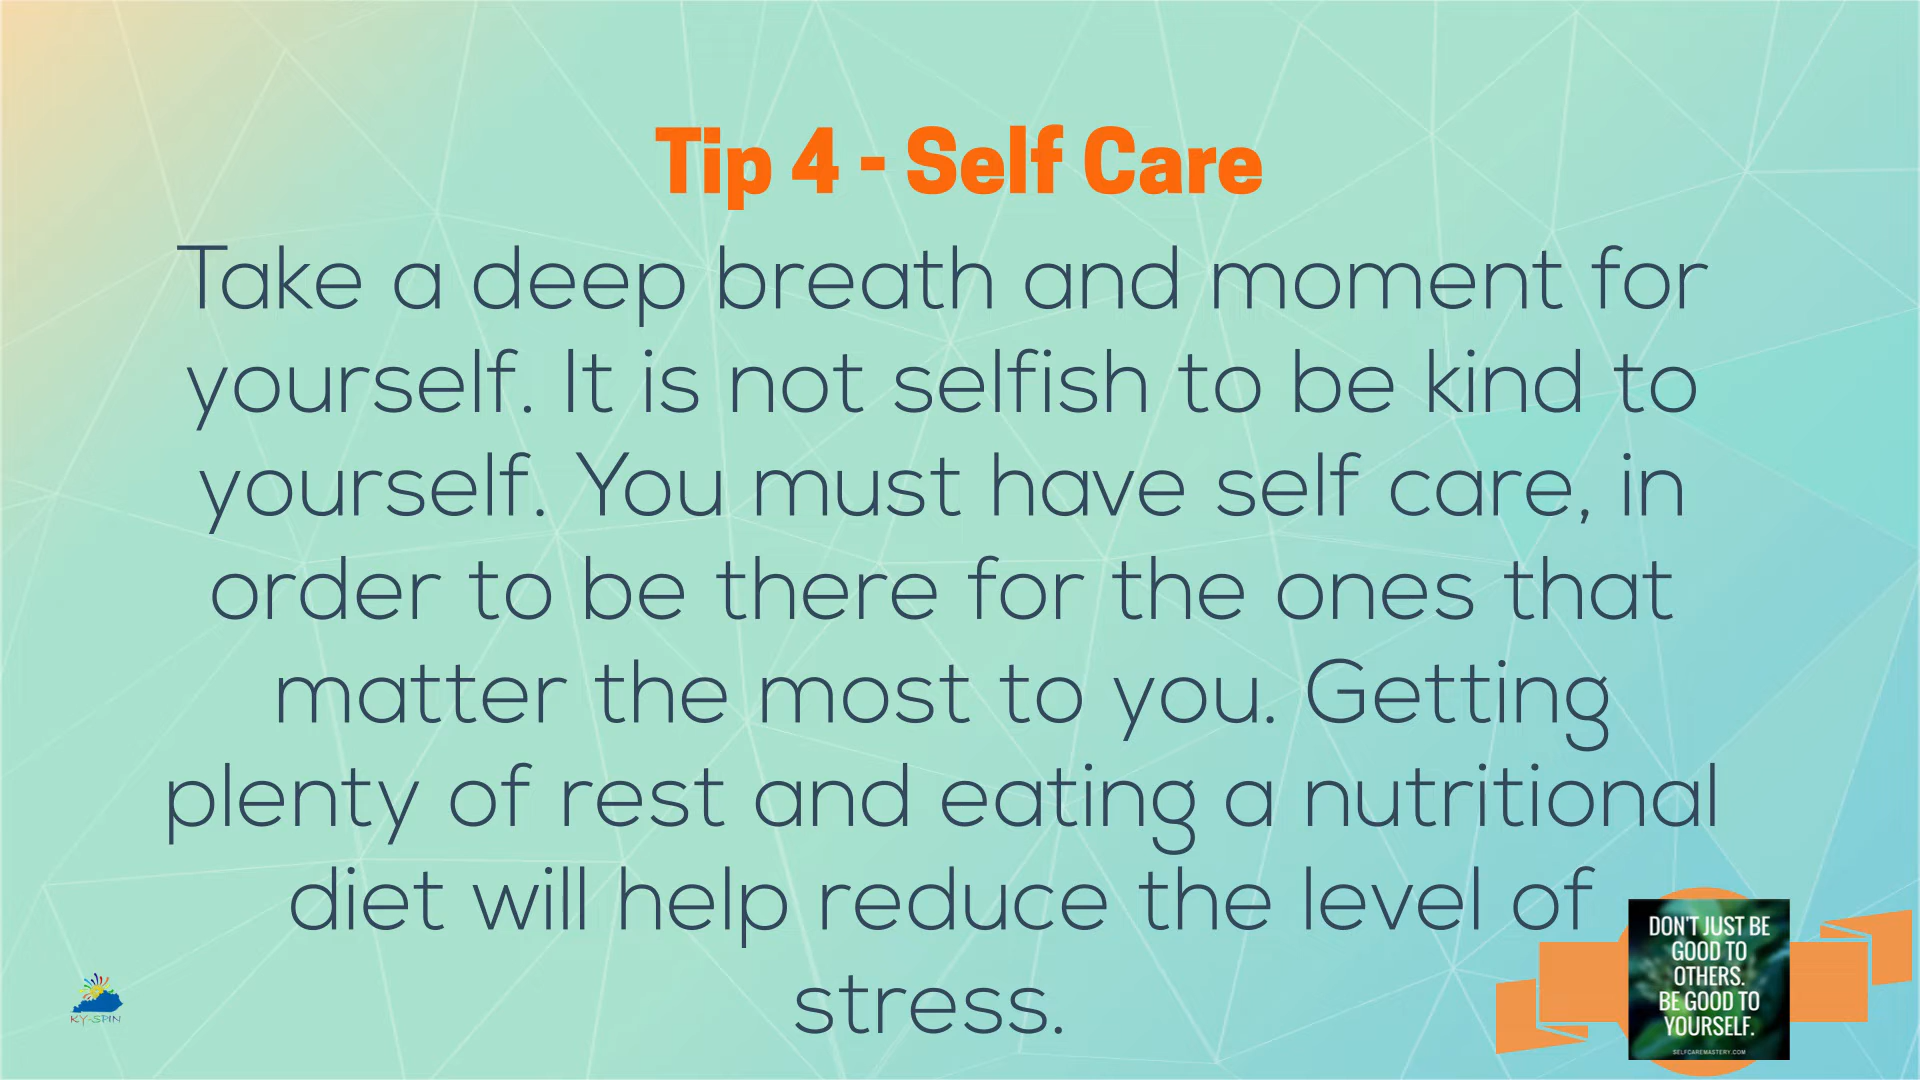 Tip 4 - Self Care
Take a deep breath and moment for
yourself. It is not selfish to be kind to
yourself. You must have self care, in
order to be there for the ones that
matter the most to you. Getting
plenty of rest and eating a nutritional
diet will help reduce the level of
stress.
KY-SPIN
DON'T JUST BE
GOOD TO
OTHERS.
BE GOOD TO
YOURSELF.
SELFCAREMASTERY.COM